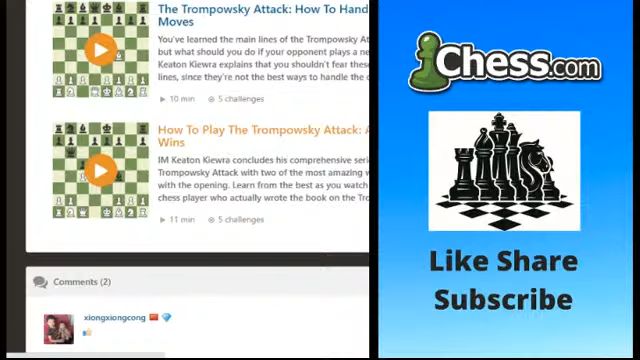 The Trompowsky Attack: How To Hand
Moves
You've learned the main lines of the Trompowsky Att
but what should you do if your opponent plays a ne
Keaton Kiewra explains that you shouldn't fear these
lines, since they're not the best ways to handle the o
10 min 5 challenges
How To Play The Trompowsky Attack: A
Wins
IM Keaton Kiewra concludes his comprehensive seri
Trompowsky Attack with two of the most amazing w
with the opening. Learn from the best as you watch
chess player who actually wrote the book on the Tro
11 min 5 challenges
Comments (2)
xiongxiongcong
Chess.com
Like Share
Subscribe